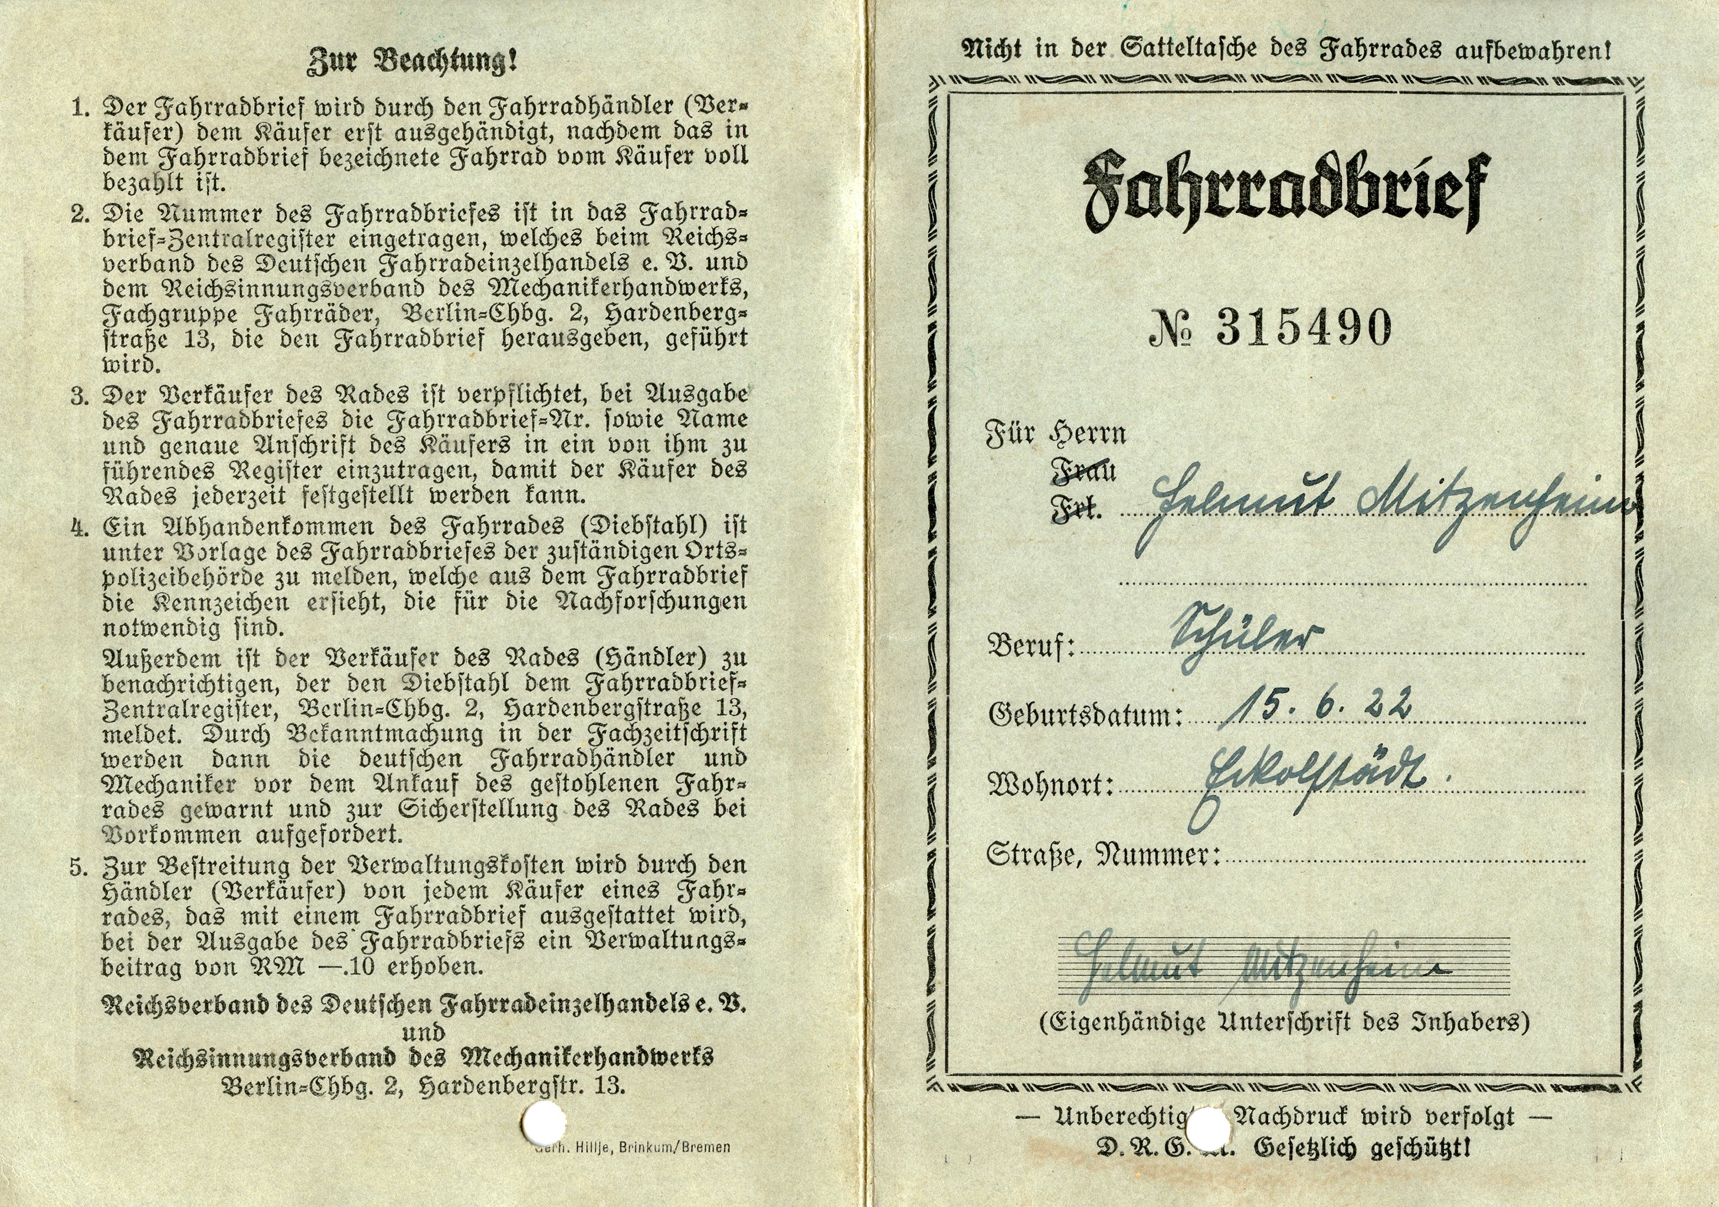 Zur Beachtung!
1. Der Fahrradbrief wird durch den Fahrradhändler (Ver-
käufer) dem Käufer erst ausgehändigt, nachdem das in
dem Fahrradbrief bezeichnete Fahrrad vom Käufer voll
bezahlt ist.
2. Die Nummer des Fahrradbriefes ist in das Fahrrad-
brief-Zentralregister eingetragen, welches beim Reichs-
verband des Deutschen Fahrradeinzelhandels e. V. und
dem Reichsinnungsverband des Mechanikerhandwerks,
Fachgruppe Fahrräder, Berlin-Chbg. 2, Hardenberg-
straße 13, die den Fahrradbrief herausgeben, geführt
wird.
3. Der Verkäufer des Rades ist verpflichtet, bei Ausgabe
des Fahrradbriefes die Fahrradbrief-Nr. sowie Name
und genaue Anschrift des Käufers in ein von ihm zu
führendes Register einzutragen, damit der Käufer des
Rades jederzeit festgestellt werden kann.
4. Ein Abhandenkommen des Fahrrades (Diebstahl) ist
unter Vorlage des Fahrradbriefes der zuständigen Orts-
polizeibehörde zu melden, welche aus dem Fahrradbrief
die Kennzeichen ersieht, die für die Nachforschungen
notwendig sind.
Außerdem ist der Verkäufer des Rades (Händler) zu
benachrichtigen, der den Diebstahl dem Fahrradbrief-
Zentralregister, Berlin-Chbg. 2, Hardenbergstraße 13,
meldet. Durch Bekanntmachung in der Fachzeitschrift
werden dann die deutschen Fahrradhändler und
Mechaniker vor dem Ankauf des gestohlenen Fahr-
rades gewarnt und zur Sicherstellung des Rades bei
Vorkommen aufgefordert.
5. Zur Bestreitung der Verwaltungskosten wird durch den
Händler (Verkäufer) von jedem Käufer eines Fahr-
rades, das mit einem Fahrradbrief ausgestattet wird,
bei der Ausgabe des Fahrradbriefs ein Verwaltungs-
beitrag von RM —.10 erhoben.
Reichsverband des Deutschen Fahrradeinzelhandels e. V.
und
Reichsinnungsverband des Mechanikerhandwerks
Berlin-Chbg. 2, Hardenbergstr. 13.
Gerh. Hillje, Brinkum/Bremen
Nicht in der Satteltasche des Fahrrades aufbewahren!
Fahrradbrief
№ 315490
Für Herrn
Frau
Frl. Helmut Mitzenheim
Beruf: Schüler
Geburtsdatum: 15. 6. 22
Wohnort: Eckolstädt.
Straße, Nummer:
Helmut Mitzenheim
(Eigenhändige Unterschrift des Inhabers)
— Unberechtig Nachdruck wird verfolgt —
D. R. G. M. Gesetzlich geschützt!